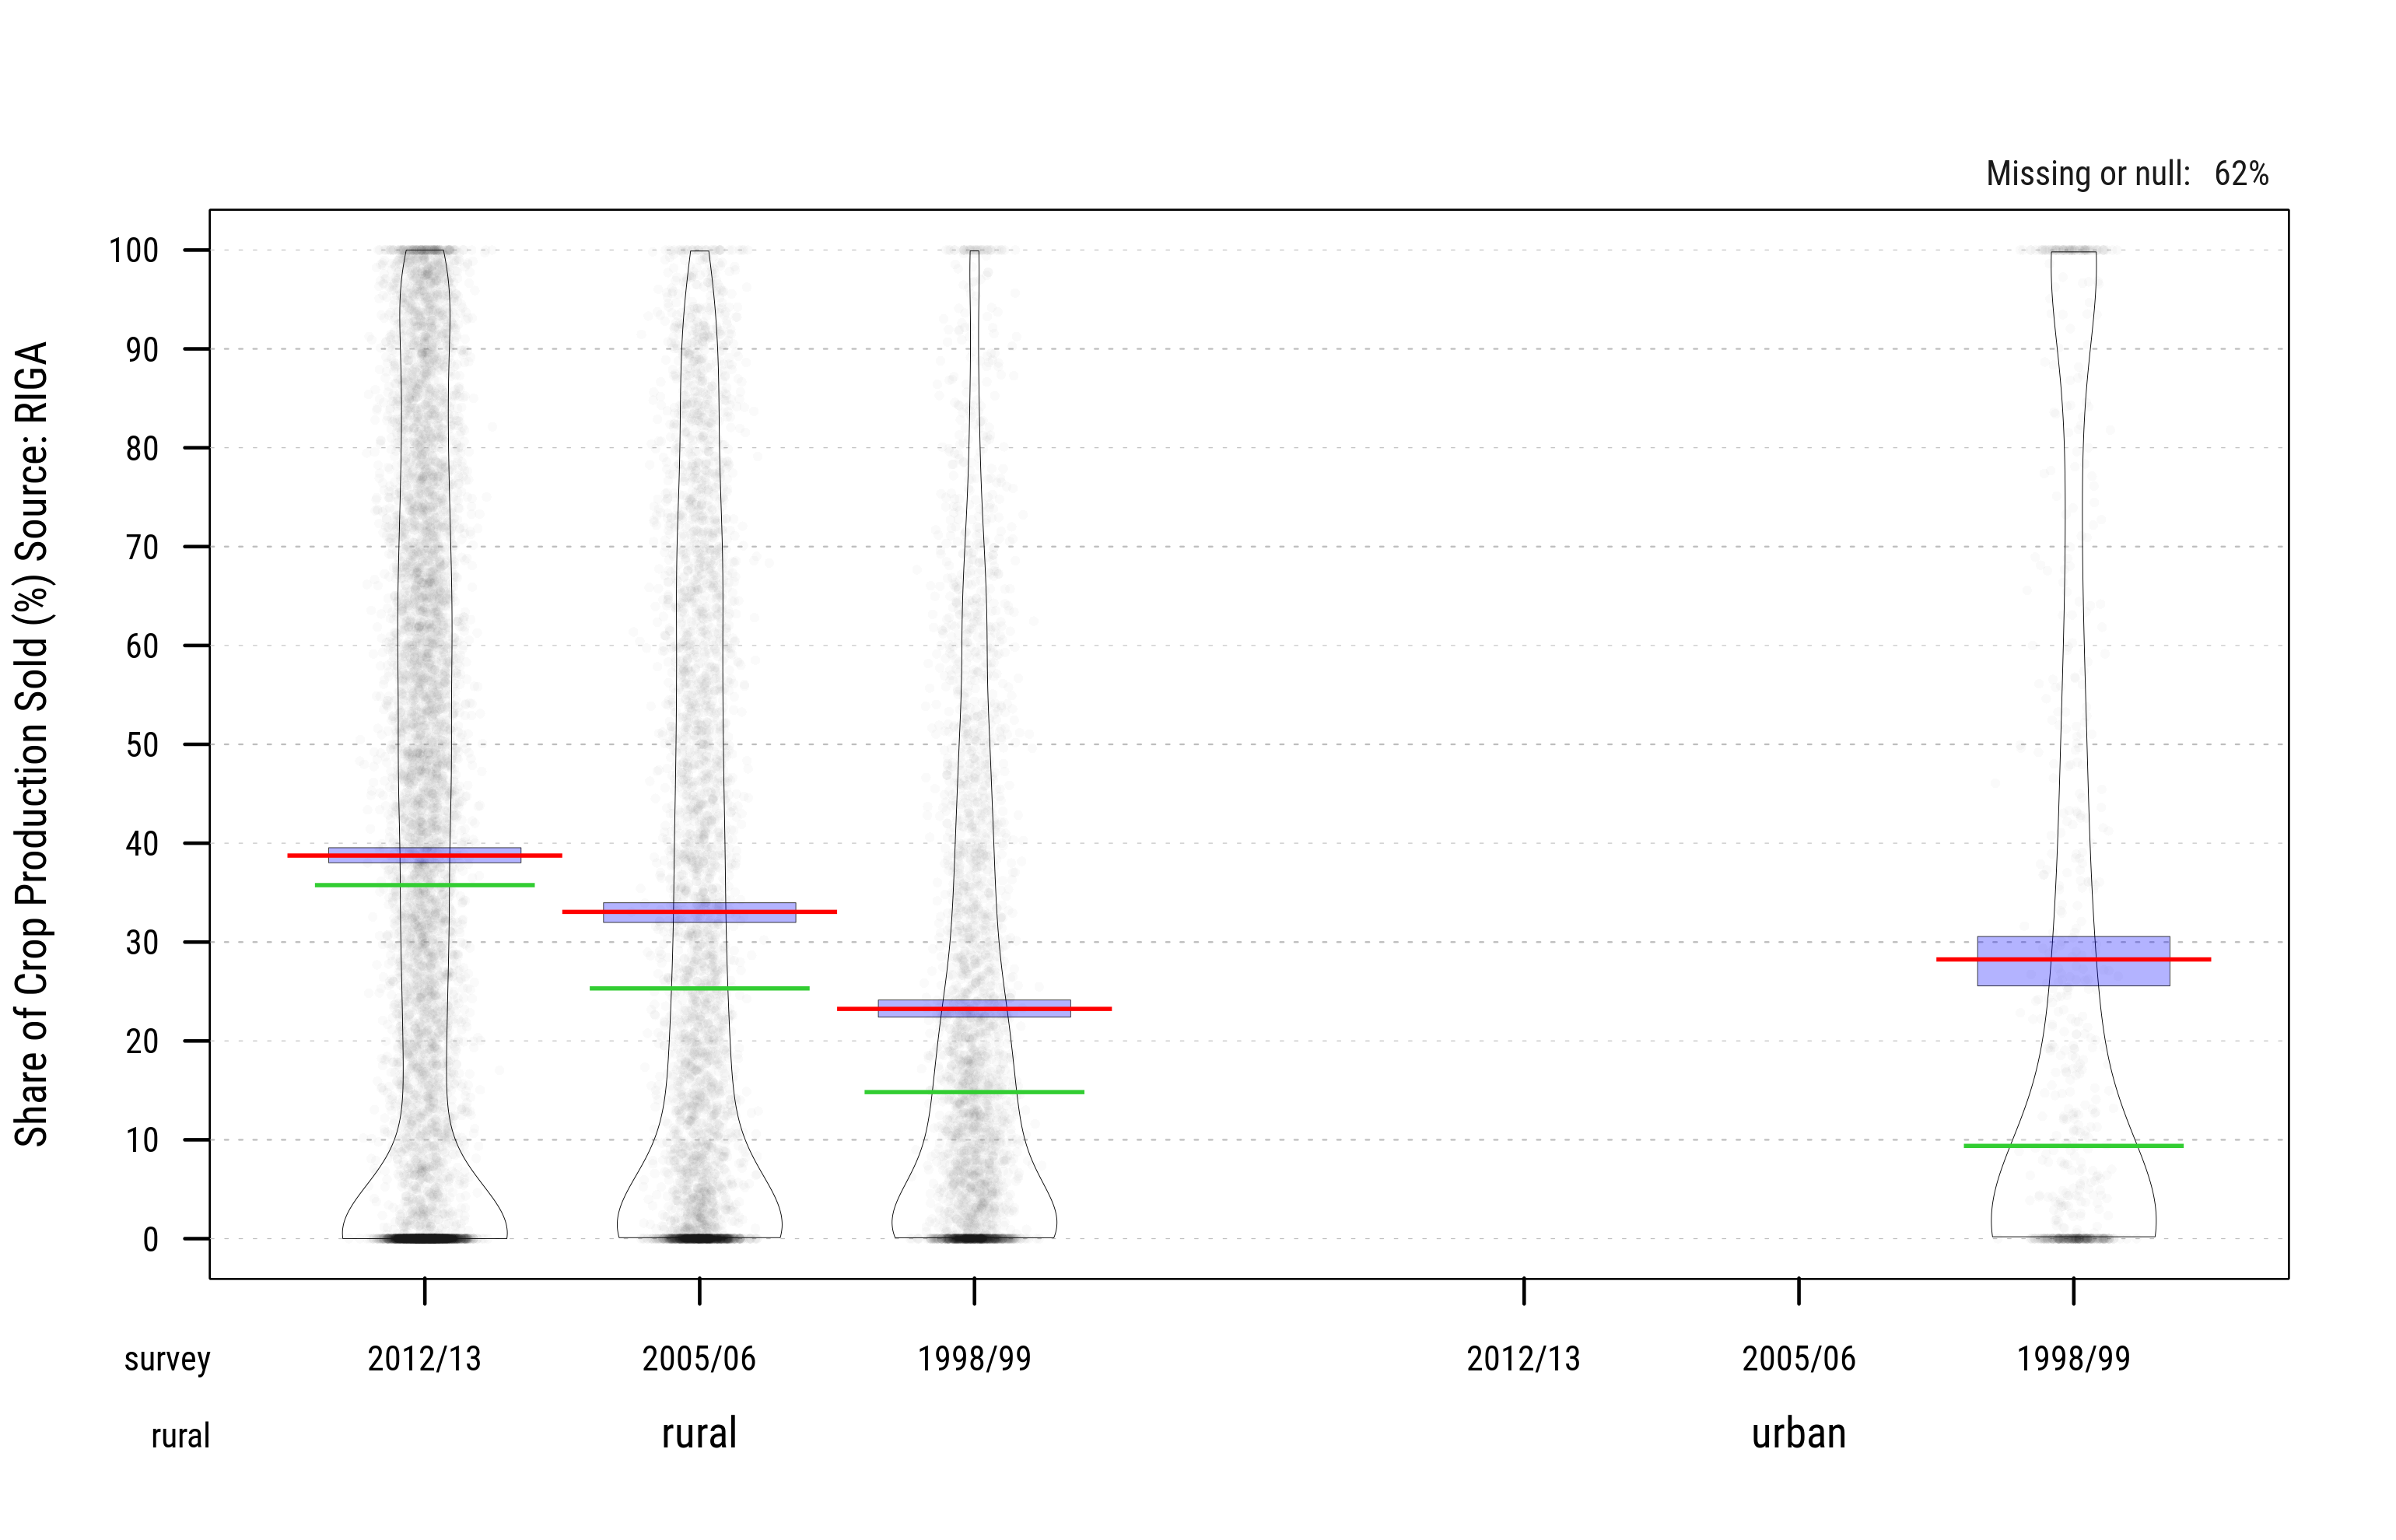 Missing or null: 62%
Share of Crop Production Sold (%) Source: RIGA
100
90
80
70
60
50
40
30
20
10
0
survey 2012/13 2005/06 1998/99 2012/13 2005/06 1998/99
rural rural urban